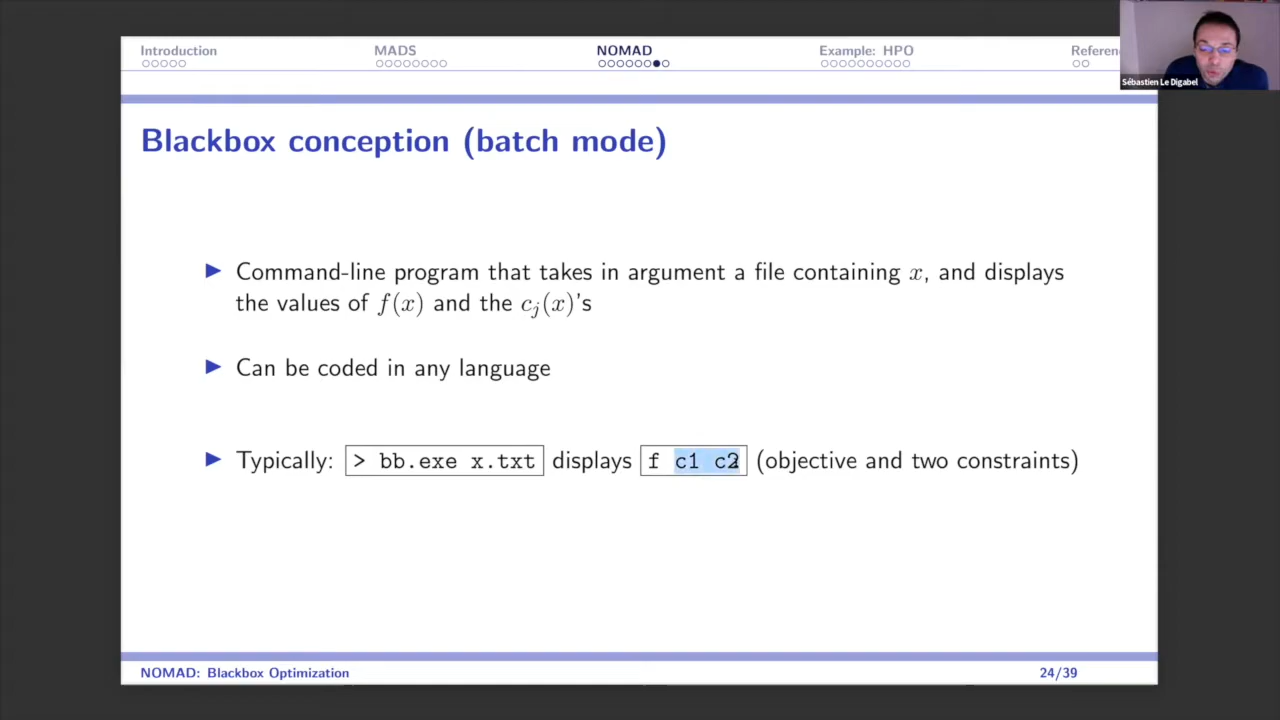 Introduction MADS NOMAD Example: HPO Referen
Sébastien Le Digabel
Blackbox conception (batch mode)
Command-line program that takes in argument a file containing x, and displays
the values of f(x) and the c_j(x)'s
Can be coded in any language
Typically: > bb.exe x.txt displays f c1 c2 (objective and two constraints)
NOMAD: Blackbox Optimization 24/39